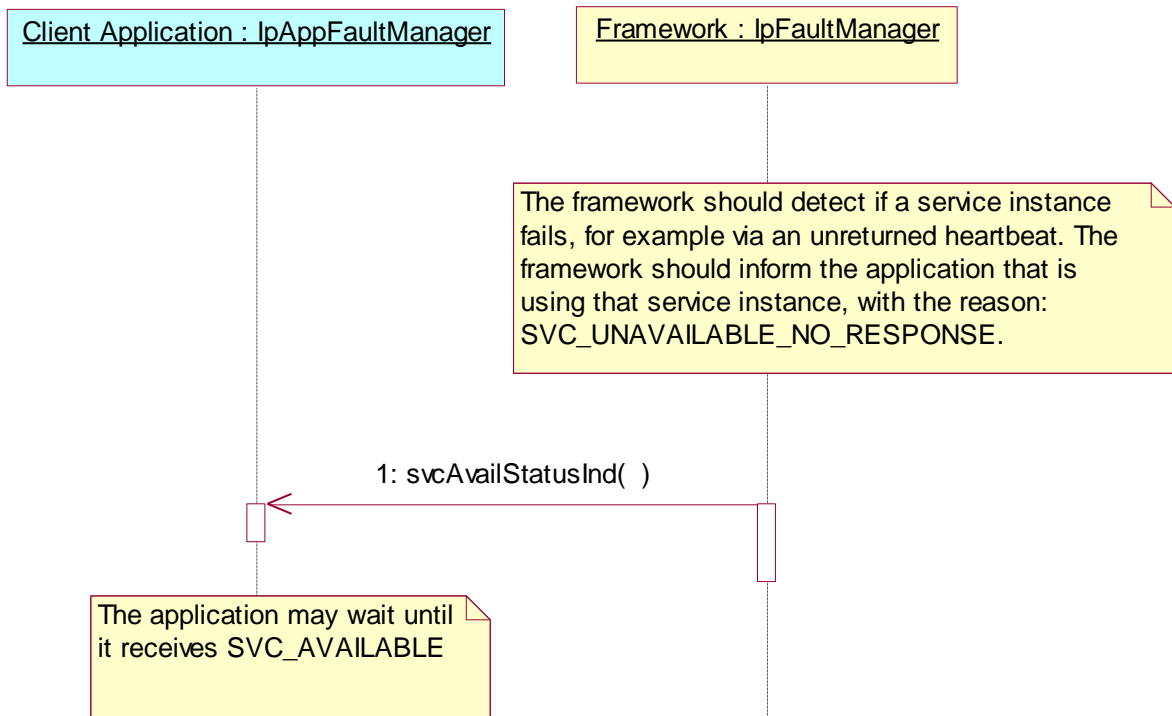 Client Application : IpAppFaultManager
Framework : IpFaultManager
The framework should detect if a service instance
fails, for example via an unreturned heartbeat. The
framework should inform the application that is
using that service instance, with the reason:
SVC_UNAVAILABLE_NO_RESPONSE.
1: svcAvailStatusInd(  )
The application may wait until
it receives SVC_AVAILABLE